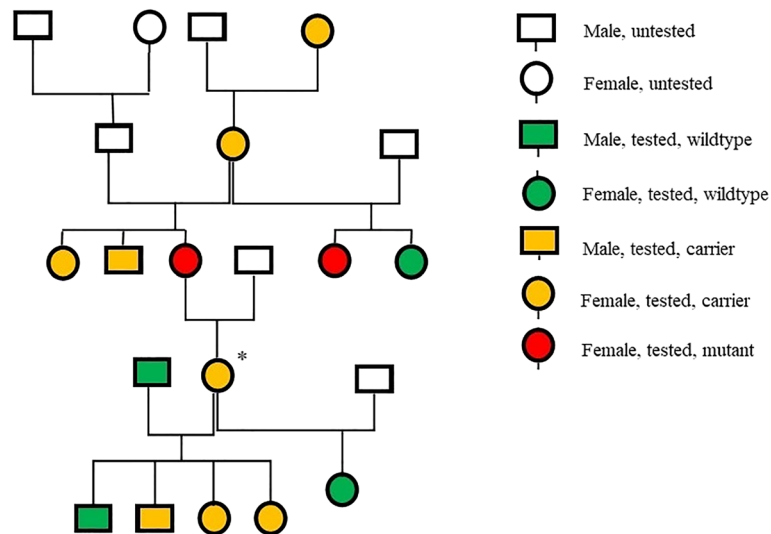 Male, untested
Female, untested
Male, tested, wildtype
Female, tested, wildtype
Male, tested, carrier
Female, tested, carrier
Female, tested, mutant
*